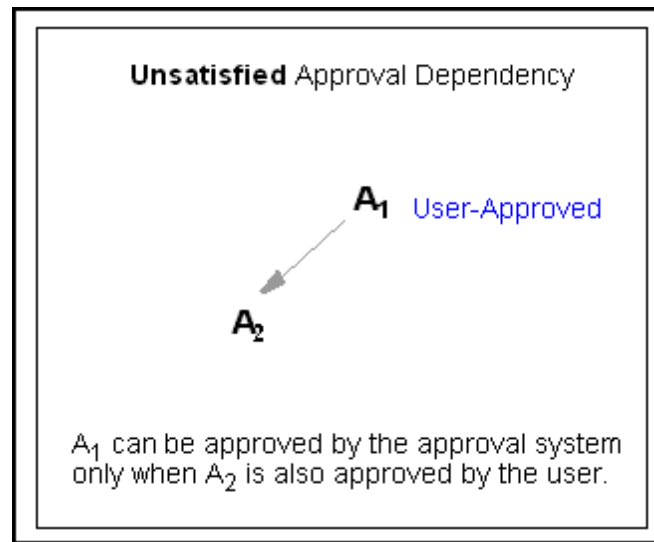 Unsatisfied Approval Dependency
A₁ User-Approved
A₂
A₁ can be approved by the approval system
only when A₂ is also approved by the user.